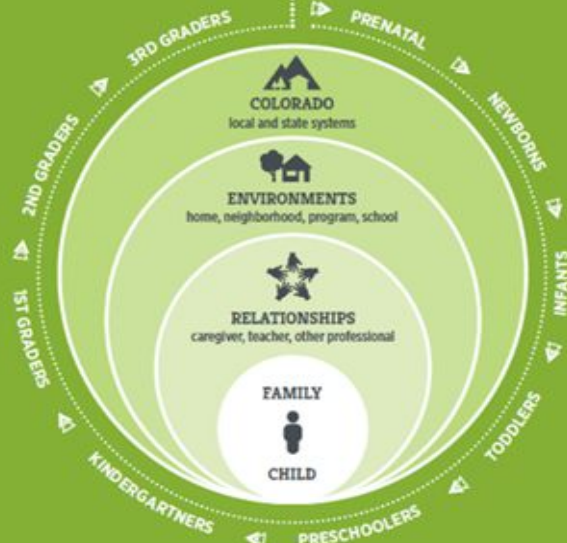 PRENATAL
NEWBORNS
INFANTS
TODDLERS
PRESCHOOLERS
KINDERGARTNERS
1ST GRADERS
2ND GRADERS
3RD GRADERS
COLORADO
local and state systems
ENVIRONMENTS
home, neighborhood, program, school
RELATIONSHIPS
caregiver, teacher, other professional
FAMILY
CHILD